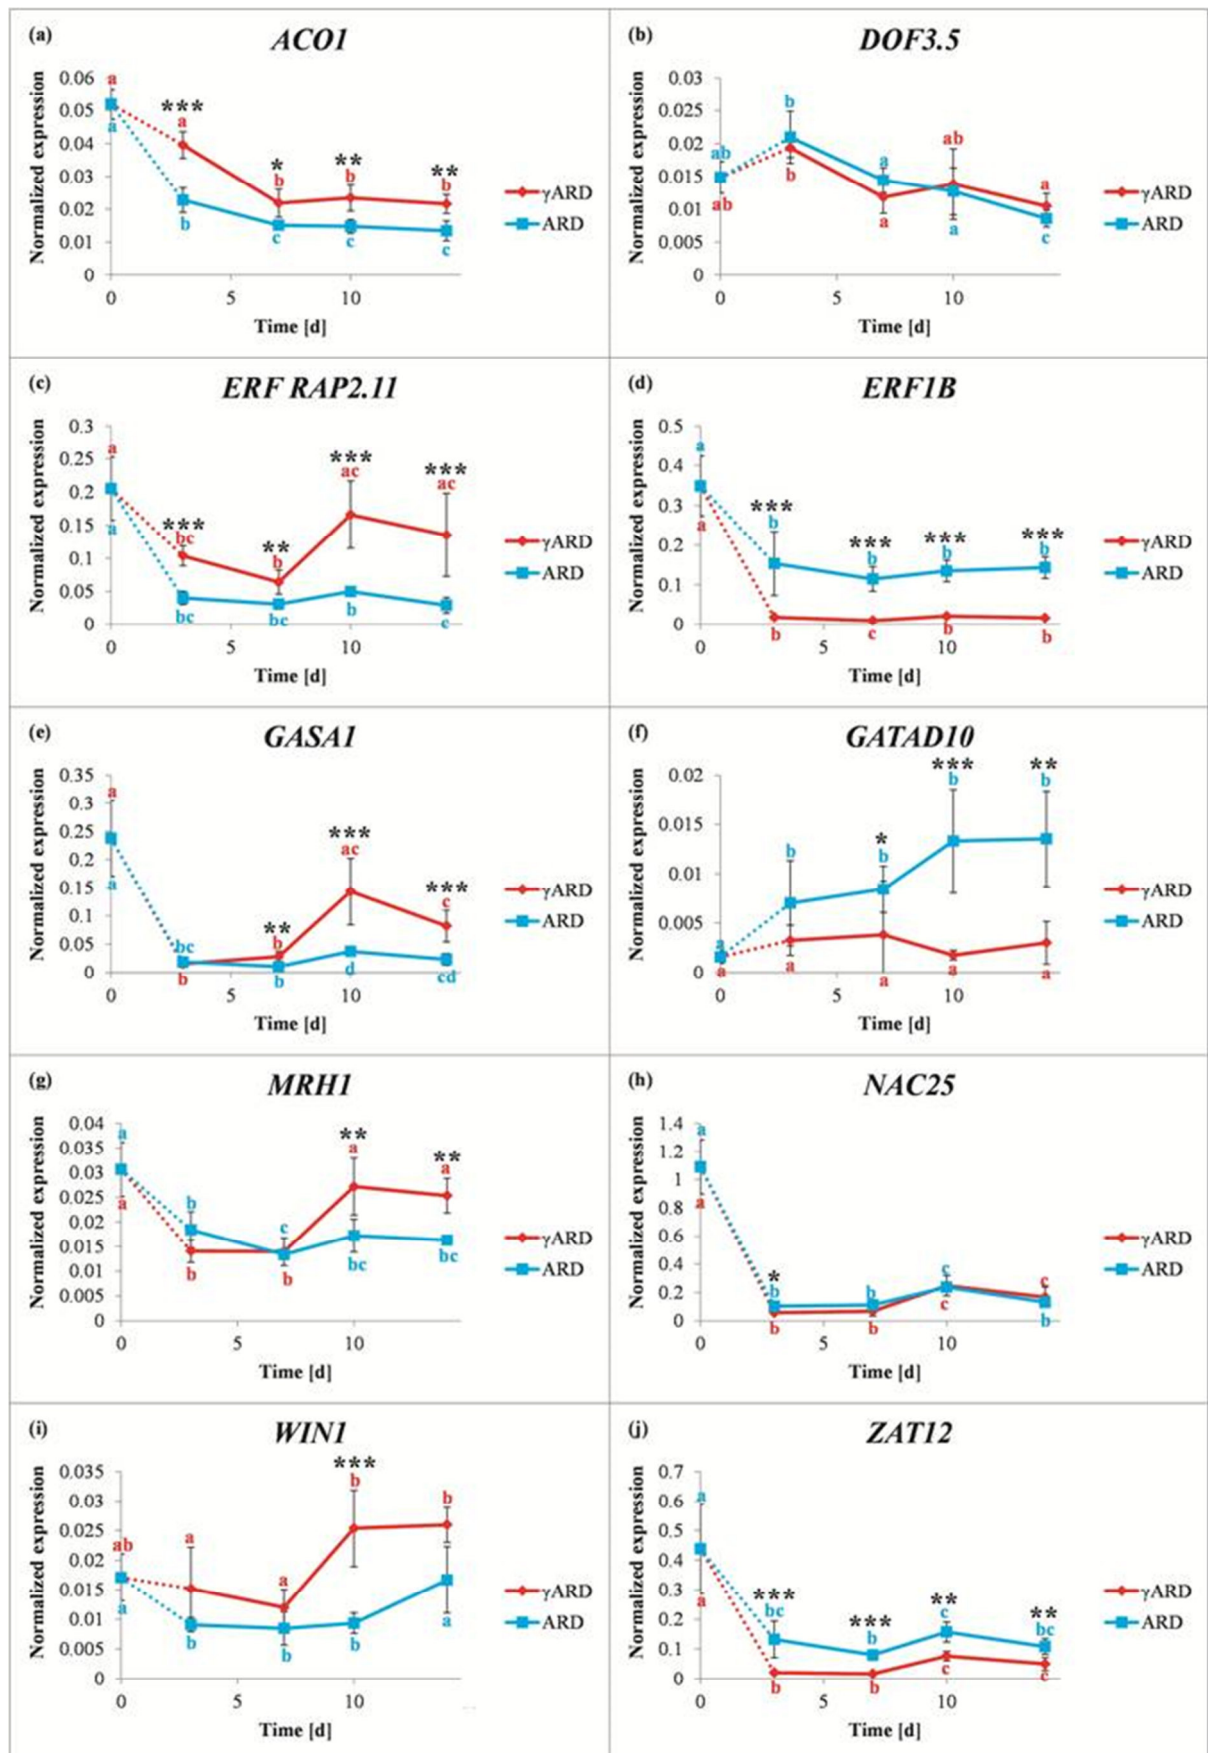 (a) ACO1
Normalized expression
0.06
0.05
0.04
0.03
0.02
0.01
0
a
a
***
a
b
*
b
c
**
b
c
**
b
c
γARD
ARD
0 5 10
Time [d]
(b) DOF3.5
Normalized expression
0.03
0.025
0.02
0.015
0.01
0.005
0
ab
ab
b
b
a
a
ab
a
a
c
γARD
ARD
0 5 10
Time [d]
(c) ERF RAP2.11
Normalized expression
0.3
0.25
0.2
0.15
0.1
0.05
0
a
a
***
bc
bc
**
b
bc
***
ac
b
***
ac
c
γARD
ARD
0 5 10
Time [d]
(d) ERF1B
Normalized expression
0.5
0.4
0.3
0.2
0.1
0
a
a
***
b
b
***
b
c
***
b
b
***
b
b
γARD
ARD
0 5 10
Time [d]
(e) GASA1
Normalized expression
0.35
0.3
0.25
0.2
0.15
0.1
0.05
0
a
a
bc
b
**
b
b
***
ac
d
***
c
cd
γARD
ARD
0 5 10
Time [d]
(f) GATAD10
Normalized expression
0.02
0.015
0.01
0.005
0
a
a
b
a
*
b
a
***
b
a
**
b
a
γARD
ARD
0 5 10
Time [d]
(g) MRH1
Normalized expression
0.04
0.035
0.03
0.025
0.02
0.015
0.01
0.005
0
a
a
b
b
c
b
**
a
bc
**
a
bc
γARD
ARD
0 5 10
Time [d]
(h) NAC25
Normalized expression
1.4
1.2
1
0.8
0.6
0.4
0.2
0
a
a
*
b
b
b
b
c
c
c
b
γARD
ARD
0 5 10
Time [d]
(i) WIN1
Normalized expression
0.035
0.03
0.025
0.02
0.015
0.01
0.005
0
ab
a
a
b
a
b
***
b
b
b
a
γARD
ARD
0 5 10
Time [d]
(j) ZAT12
Normalized expression
0.7
0.6
0.5
0.4
0.3
0.2
0.1
0
a
a
***
bc
b
***
b
b
**
c
c
**
bc
c
γARD
ARD
0 5 10
Time [d]